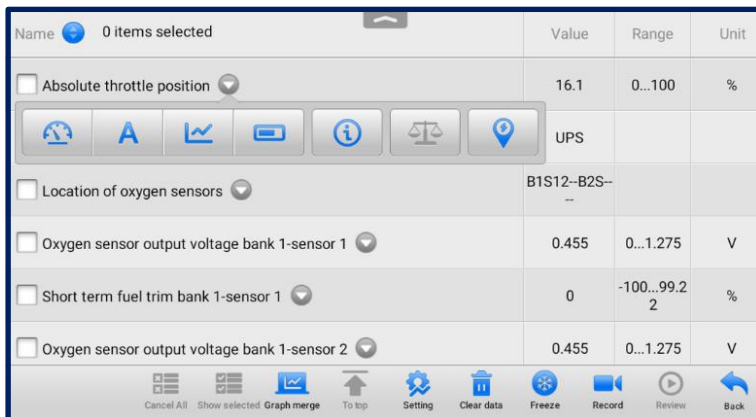 Name 0 items selected Value Range Unit
Absolute throttle position 16.1 0...100 %
A
UPS
Location of oxygen sensors B1S12--B2S--
--
Oxygen sensor output voltage bank 1-sensor 1 0.455 0...1.275 V
Short term fuel trim bank 1-sensor 1 0 -100...99.2
2 %
Oxygen sensor output voltage bank 1-sensor 2 0.455 0...1.275 V
Cancel All Show selected Graph merge To top Setting Clear data Freeze Record Review Back